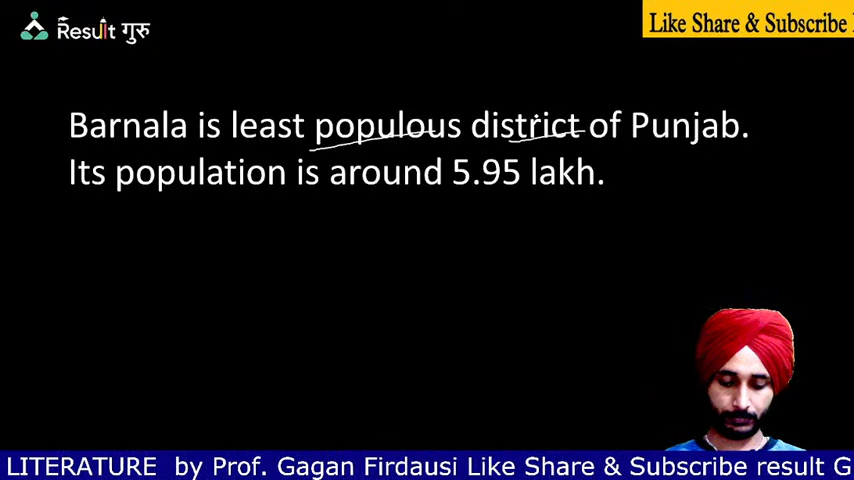 Result गुरु
Like Share & Subscribe
Barnala is least populous district of Punjab.
Its population is around 5.95 lakh.
LITERATURE by Prof. Gagan Firdausi Like Share & Subscribe result G